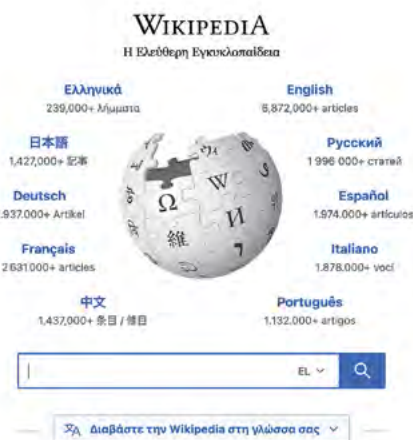 WIKIPEDIA
Η Ελεύθερη Εγκυκλοπαίδεια
Ελληνικά
239,000+ λήμματα
English
6,872,000+ articles
日本語
1,427,000+ 記事
Русский
1 996 000+ статей
Deutsch
.937.000+ Artikel
Español
1.974.000+ artículos
Français
2 631 000+ articles
Italiano
1.878.000+ voci
中文
1,437,000+ 条目 / 條目
Português
1.132.000+ artigos
Ω W И 維 7
EL
Διαβάστε την Wikipedia στη γλώσσα σας